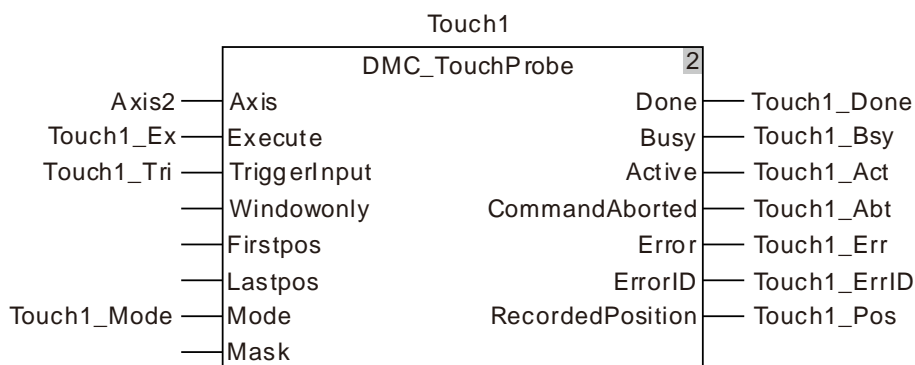 Touch1
DMC_TouchProbe 2
Axis2 Axis Done Touch1_Done
Touch1_Ex Execute Busy Touch1_Bsy
Touch1_Tri TriggerInput Active Touch1_Act
Windowonly CommandAborted Touch1_Abt
Firstpos Error Touch1_Err
Lastpos ErrorID Touch1_ErrID
Touch1_Mode Mode RecordedPosition Touch1_Pos
Mask